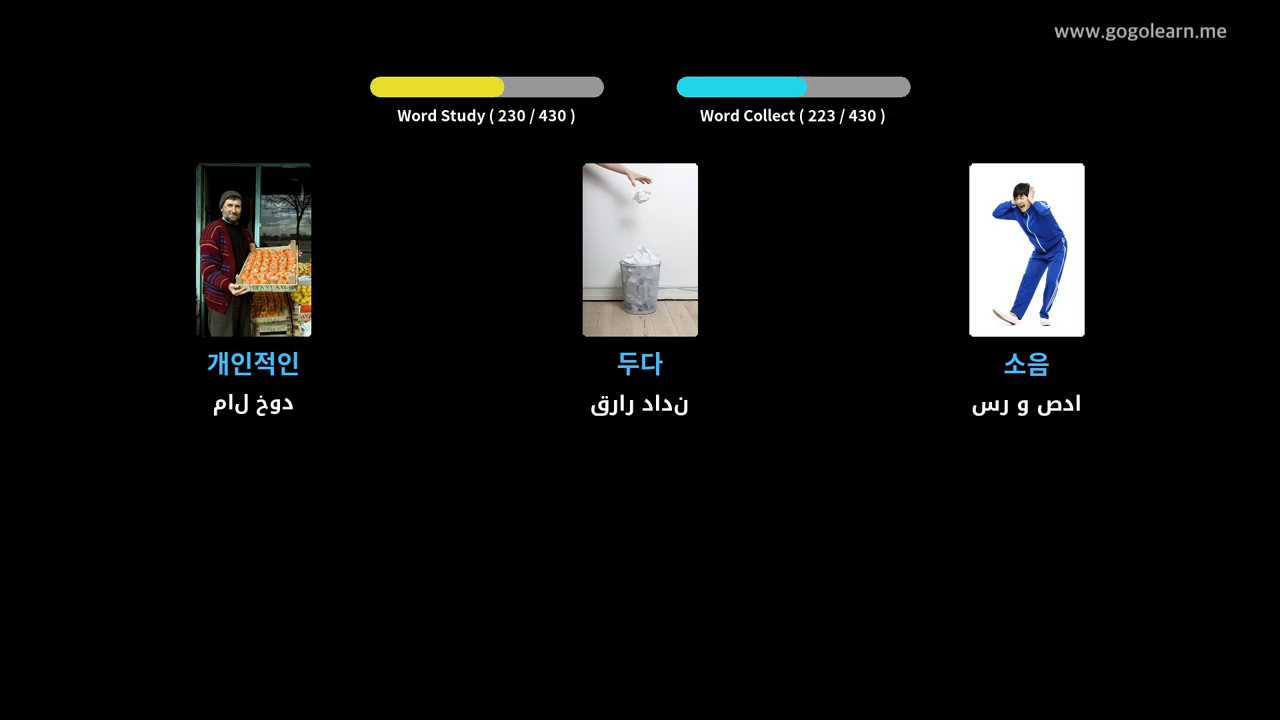 www.gogolearn.me
Word Study ( 230 / 430 )
Word Collect ( 223 / 430 )
개인적인
두다
소음
دوخ لام
نداد رارق
ادص و رس